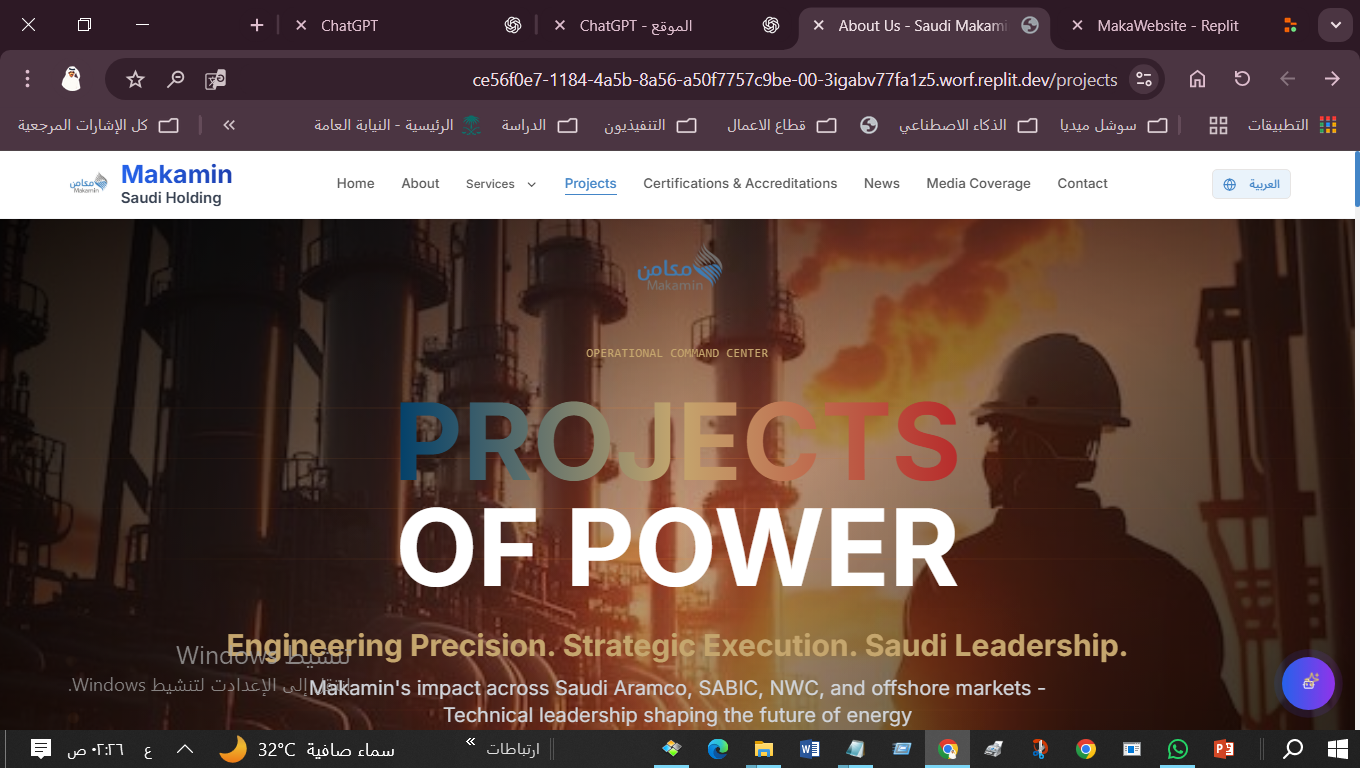 ChatGPT
ChatGPT - الموقع
About Us - Saudi Makami
MakaWebsite - Replit
ce56f0e7-1184-4a5b-8a56-a50f7757c9be-00-3igabv77fa1z5.worf.replit.dev/projects
التطبيقات
سوشل ميديا
الذكاء الاصطناعي
قطاع الاعمال
التنفيذيون
الدراسة
الرئيسية - النيابة العامة
«
كل الإشارات المرجعية
مكامن
Makamin
Makamin
Saudi Holding
Home
About
Services
Projects
Certifications & Accreditations
News
Media Coverage
Contact
العربية
مكامن
Makamin
OPERATIONAL COMMAND CENTER
PROJECTS
OF POWER
Engineering Precision. Strategic Execution. Saudi Leadership.
Makamin's impact across Saudi Aramco, SABIC, NWC, and offshore markets -
Technical leadership shaping the future of energy
تنشيط Windows
انتقل إلى الإعدادت لتنشيط Windows.
ارتباطات
«
32°C سماء صافية
ع
٠٢:٢٦ ص